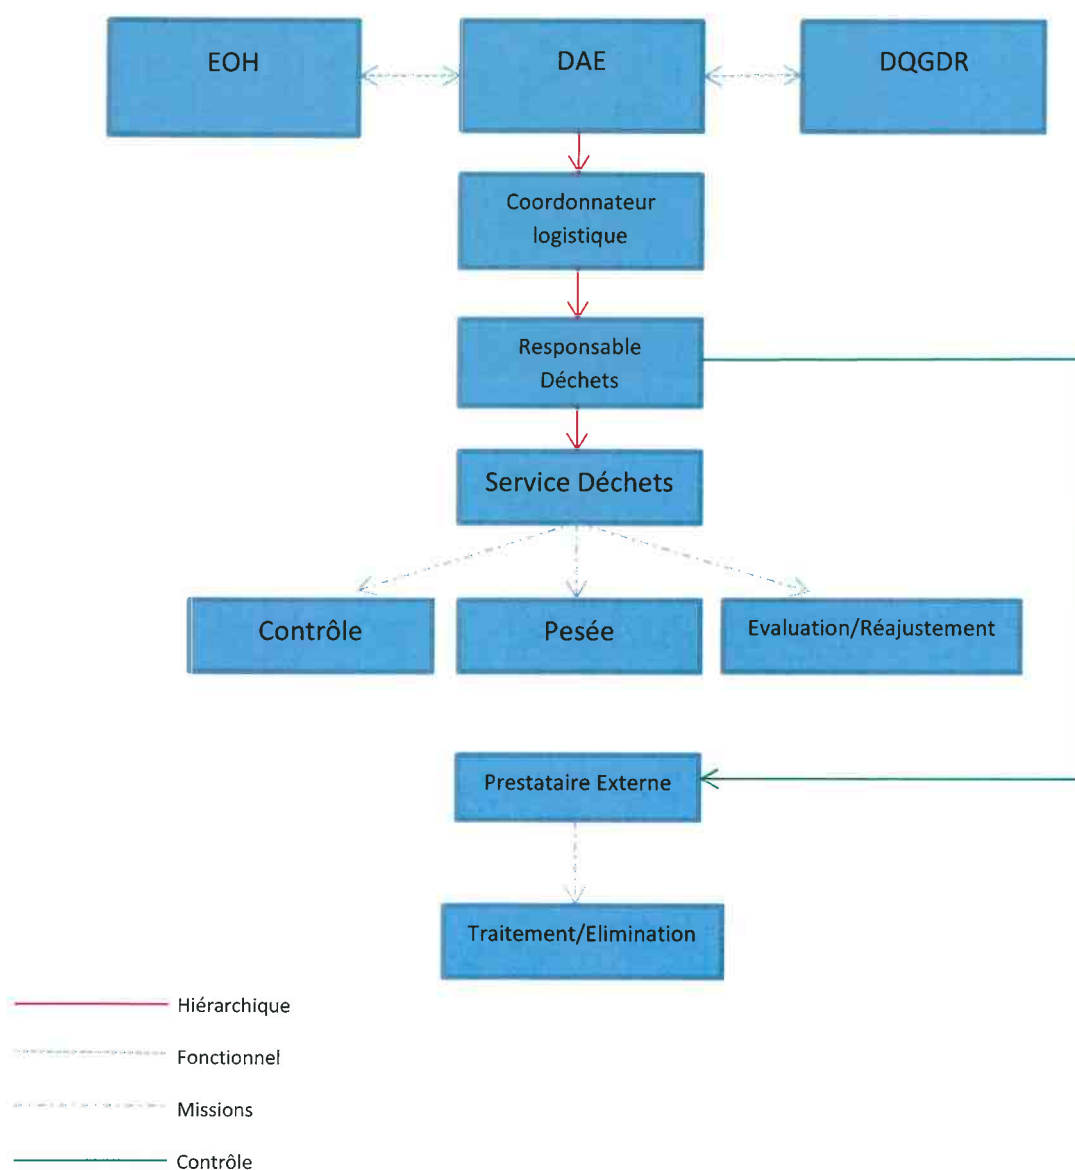 EOH
DAE
DQGDR
Coordonnateur
logistique
Responsable
Déchets
Service Déchets
Contrôle
Pesée
Evaluation/Réajustement
Prestataire Externe
Traitement/Elimination
Hiérarchique
Fonctionnel
Missions
Contrôle